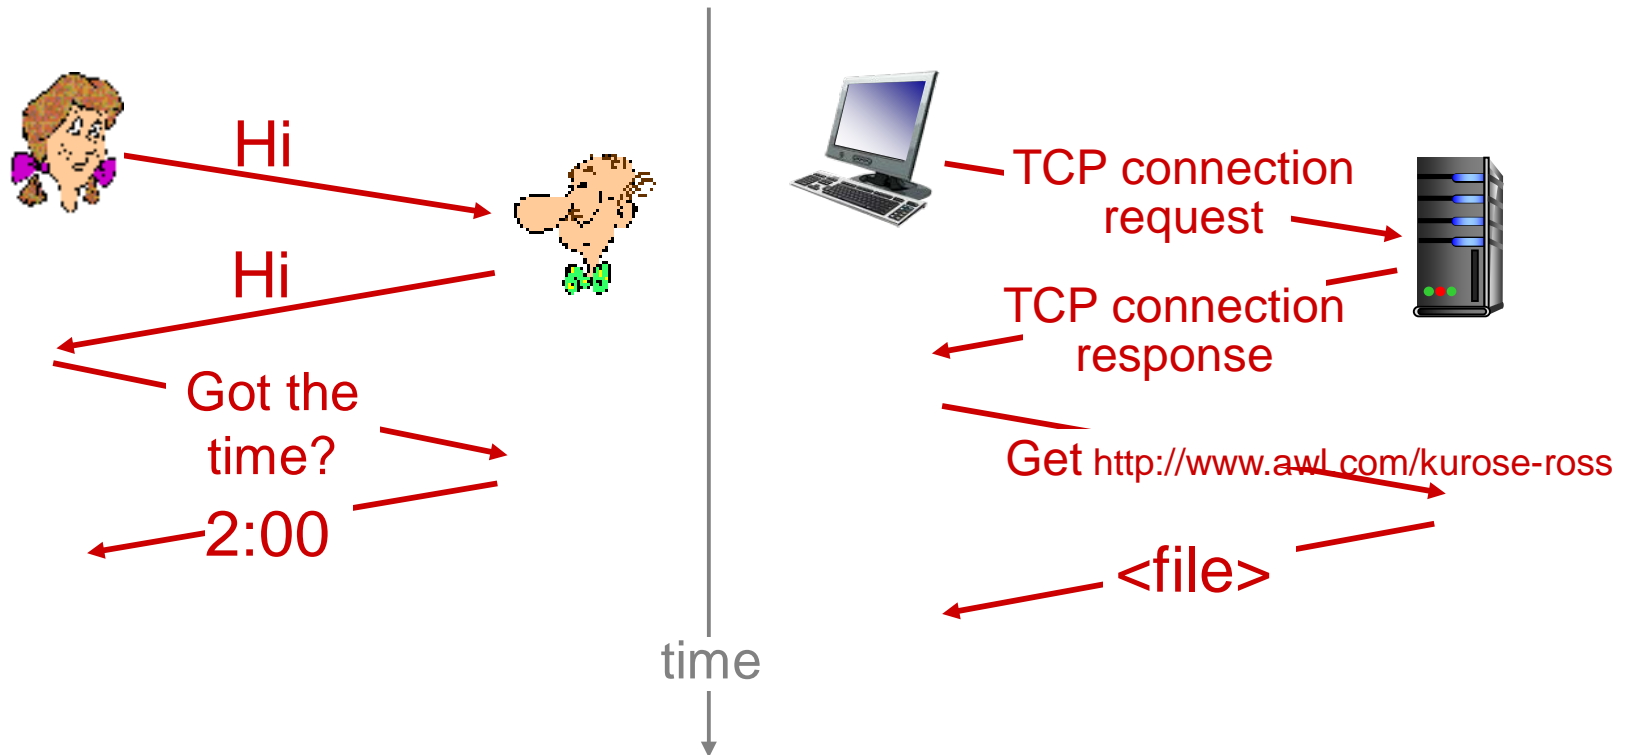 Hi
Hi
Got the
time?
2:00
TCP connection
request
TCP connection
response
Get http://www.awl.com/kurose-ross
<file>
time